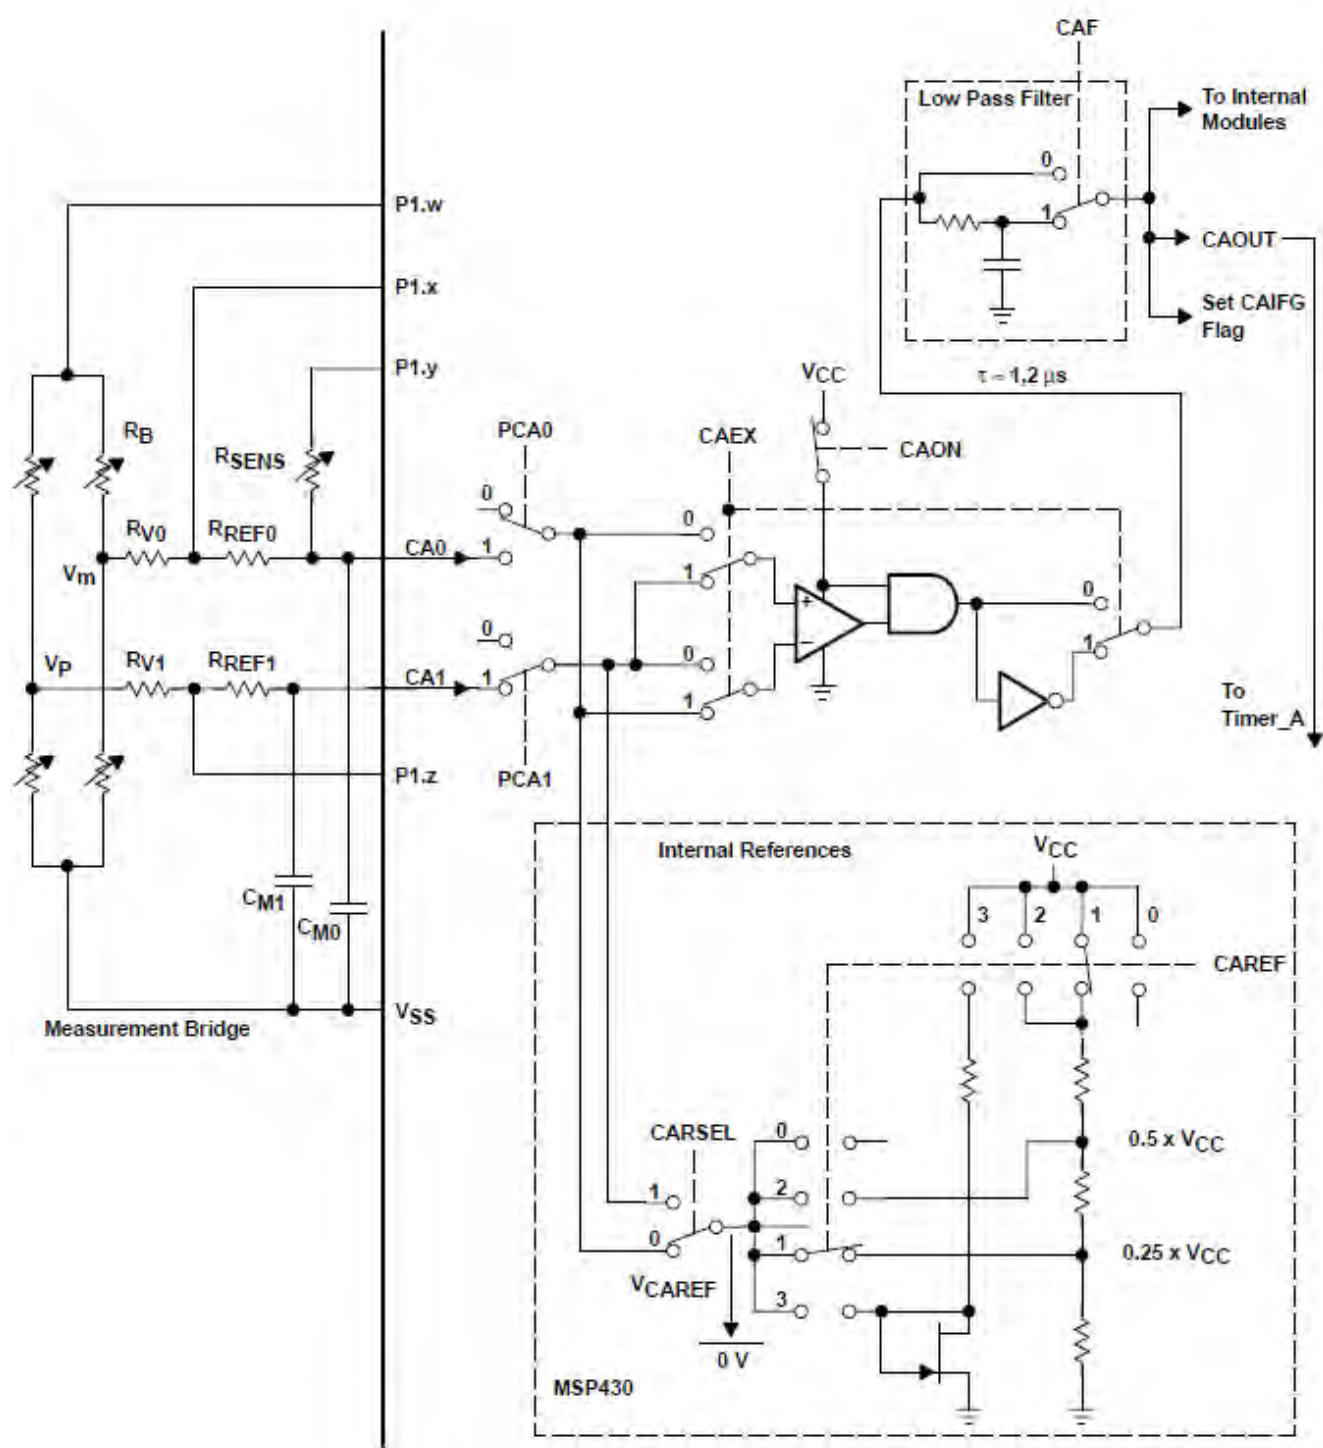 CAF
Low Pass Filter
To Internal
Modules
0
P1.w
1
CAOUT
P1.x
Set CAIFG
Flag
P1.y
VCC
τ ~ 1,2 μs
RB
PCA0
CAEX
RSENS
CAON
0
0
RV0
RREF0
CA0
1
Vm
1
+
0
0
VP
RV1
RREF1
0
−
1
CA1
1
1
To
Timer_A
P1.z
PCA1
Internal References
VCC
CM1
3
2
1
0
CM0
CAREF
VSS
Measurement Bridge
CARSEL
0
0.5 x VCC
1
2
0
1
0.25 x VCC
VCAREF
3
0 V
MSP430